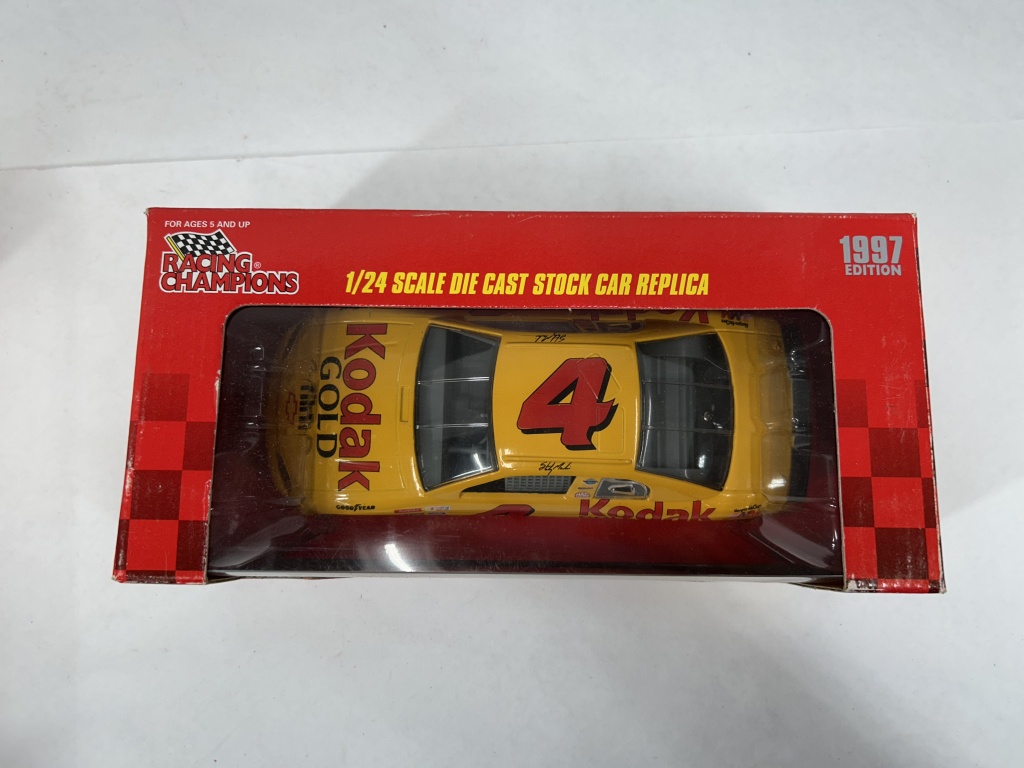 FOR AGES 5 AND UP
RACING®
CHAMPIONS
1/24 SCALE DIE CAST STOCK CAR REPLICA
1997
EDITION
Kodak
GOLD
film
4
GOODYEAR
Kodak